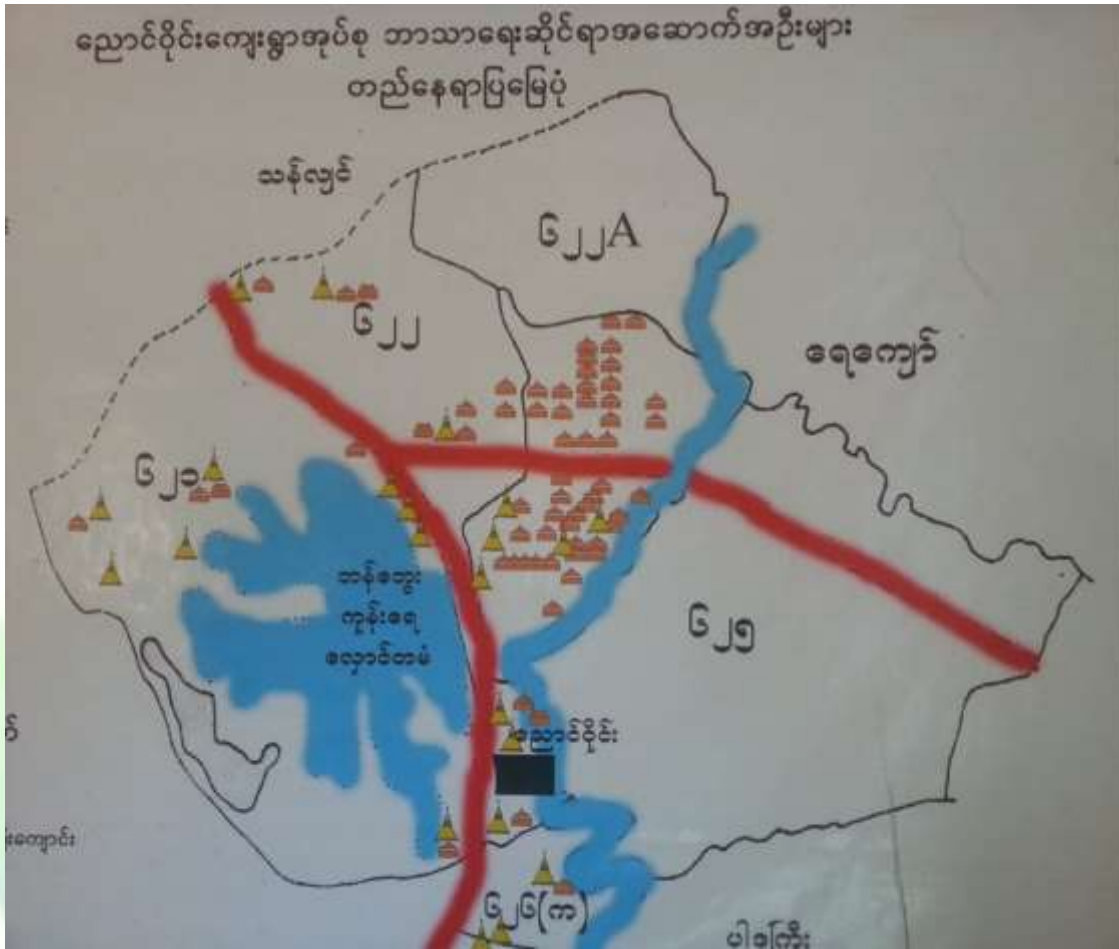 ညောင်ဝိုင်းကျေးရွာအုပ်စု ဘာသာရေးဆိုင်ရာအဆောက်အဦးများ
တည်နေရာပြမြေပုံ
သန်လျင်
၆၂၂A
၆၂၂
ရေကျော်
၆၂၁
ဘန်ဘွေး
ကုန်းရေ
လှောင်တမံ
၆၂၅
ညောင်ဝိုင်း
၆၂၆(က)
ပါဒကြီး